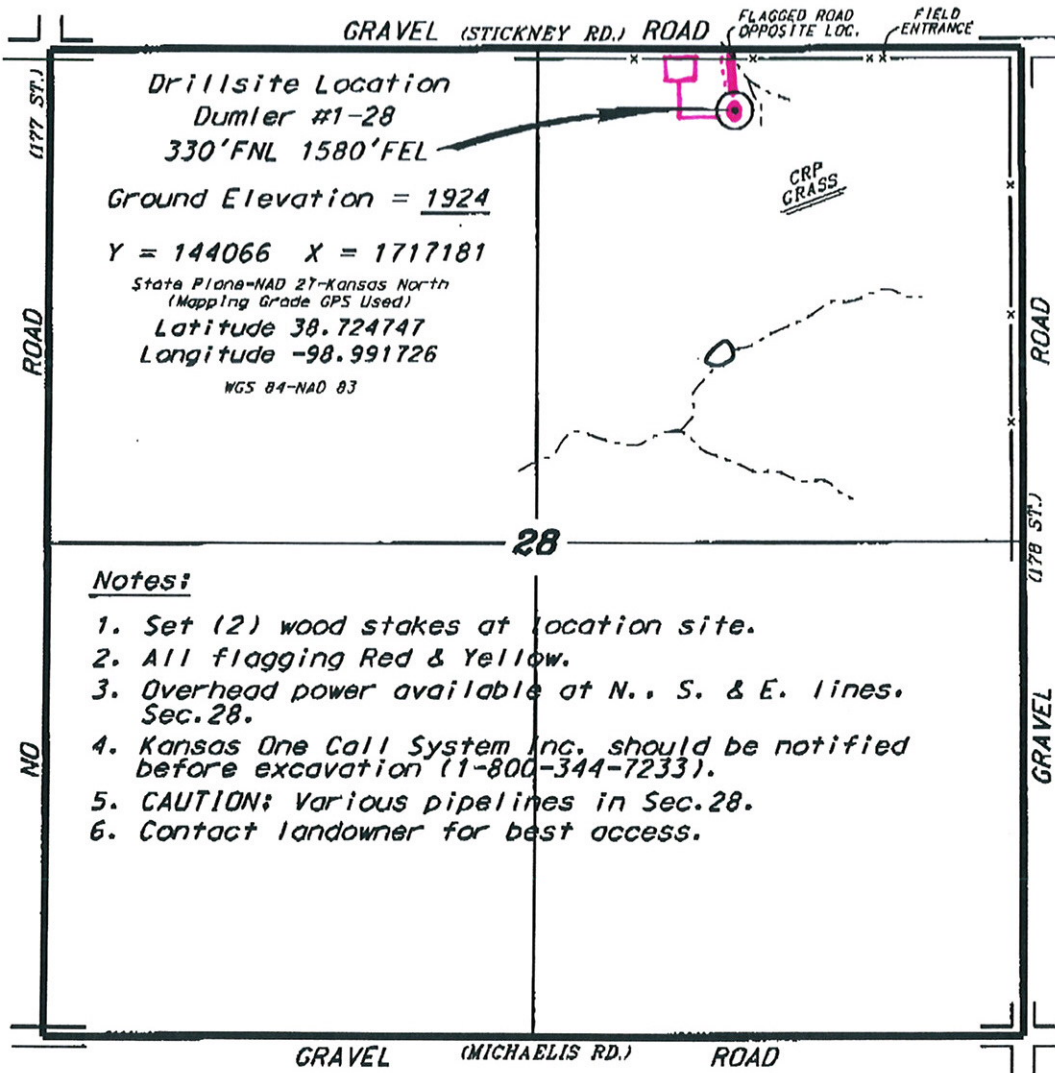 GRAVEL (STICKNEY RD.) ROAD
FLAGGED ROAD
OPPOSITE LOC.
FIELD
ENTRANCE
(177 ST.)
Drillsite Location
Dumler #1-28
330'FNL 1580'FEL
Ground Elevation = 1924
Y = 144066 X = 1717181
State Plane-NAD 27-Kansas North
(Mapping Grade GPS Used)
Latitude 38.724747
Longitude -98.991726
WGS 84-NAD 83
CRP
GRASS
ROAD
ROAD
28
(178 ST.)
Notes:
1. Set (2) wood stakes at location site.
2. All flagging Red & Yellow.
3. Overhead power available at N., S. & E. lines.
Sec.28.
4. Kansas One Call System Inc. should be notified
before excavation (1-800-344-7233).
5. CAUTION: Various pipelines in Sec.28.
6. Contact landowner for best access.
NO
GRAVEL
GRAVEL (MICHAELIS RD.) ROAD